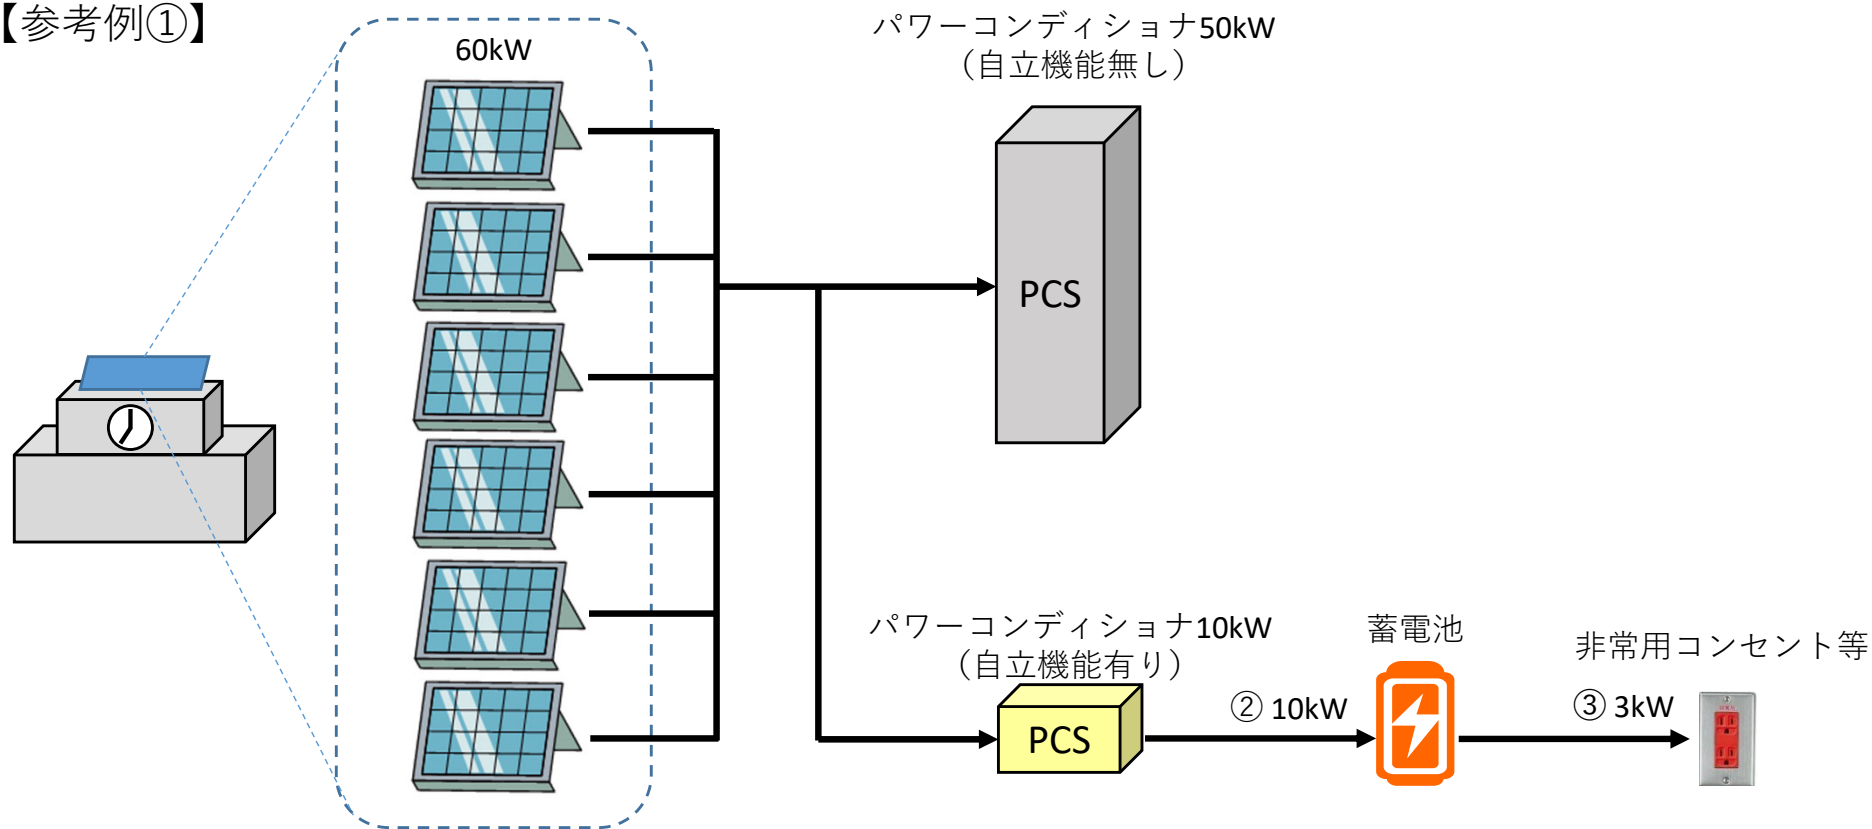 【参考例①】
60kW
パワーコンディショナ50kW
（自立機能無し）
PCS
パワーコンディショナ10kW
（自立機能有り）
PCS
② 10kW
蓄電池
③ 3kW
非常用コンセント等